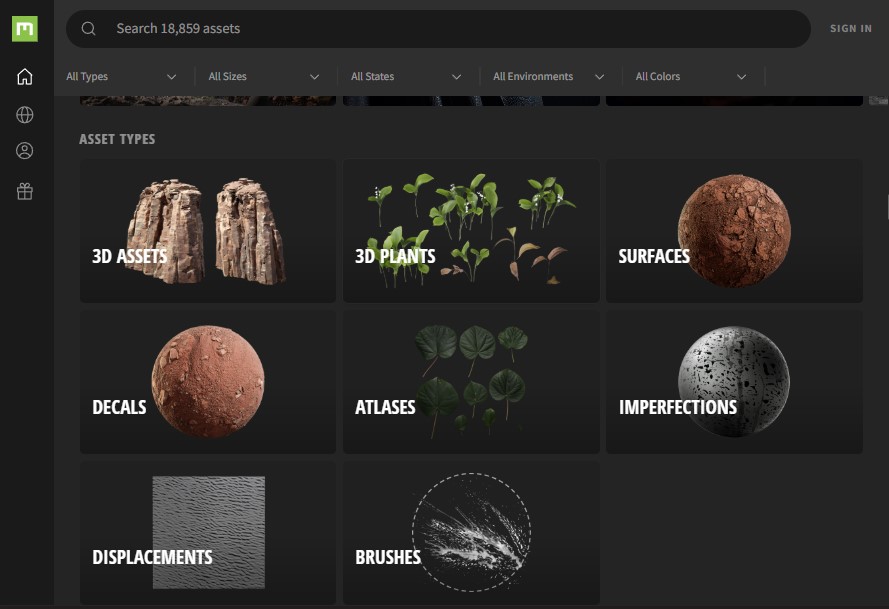 Search 18,859 assets
SIGN IN
All Types
All Sizes
All States
All Environments
All Colors
ASSET TYPES
3D ASSETS
3D PLANTS
SURFACES
DECALS
ATLASES
IMPERFECTIONS
DISPLACEMENTS
BRUSHES